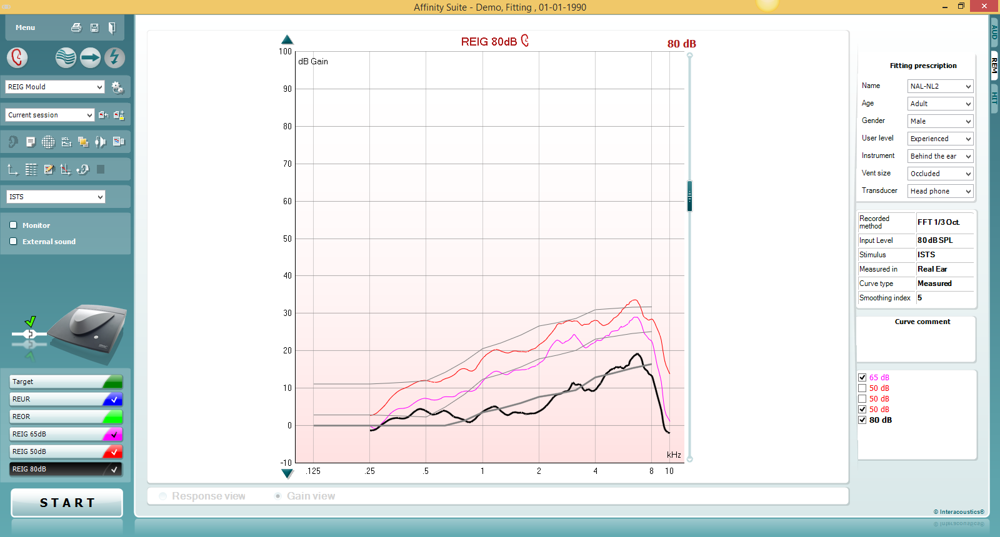 Affinity Suite - Demo, Fitting , 01-01-1990
Menu
REIG Mould
Current session
UCL
ISTS
Monitor
External sound
Target
REUR
REOR
REIG 65dB
REIG 50dB
REIG 80dB
START
REIG 80dB
80 dB
dB Gain
100
90
80
70
60
50
40
30
20
10
0
-10
.125
.25
.5
1
2
4
8
10
kHz
Response view
Gain view
AUD
REM
HIT
Fitting prescription
Name
NAL-NL2
Age
Adult
Gender
Male
User level
Experienced
Instrument
Behind the ear
Vent size
Occluded
Transducer
Head phone
Recorded method
FFT 1/3 Oct.
Input Level
80 dB SPL
Stimulus
ISTS
Measured in
Real Ear
Curve type
Measured
Smoothing index
5
Curve comment
65 dB
50 dB
50 dB
50 dB
80 dB
© Interacoustics®